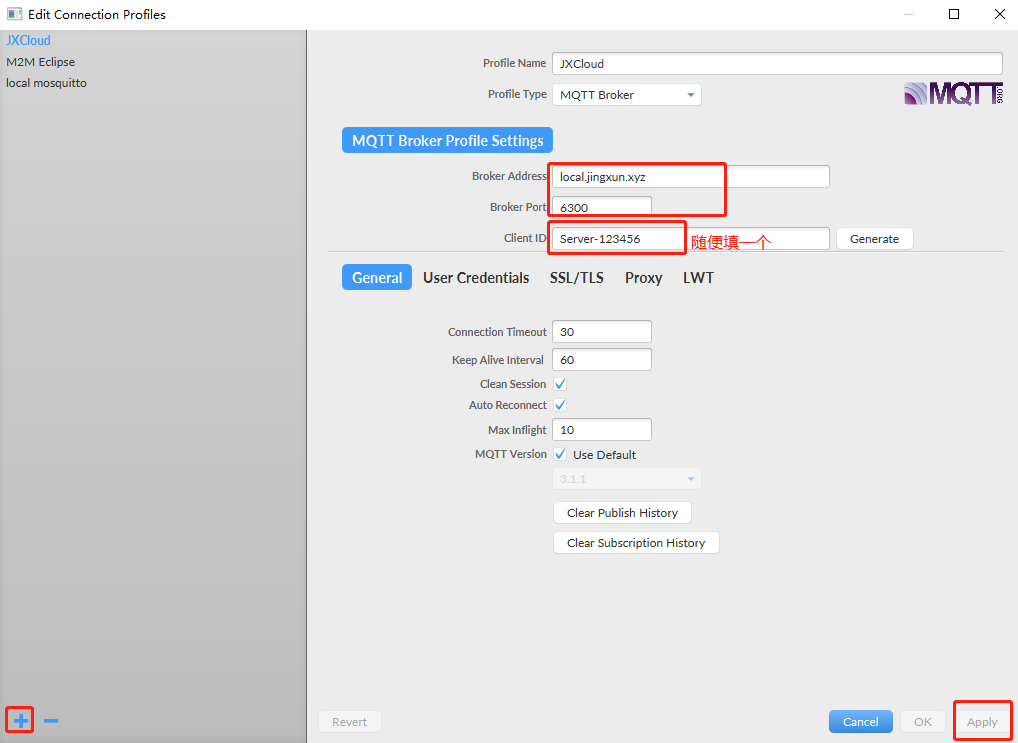 Edit Connection Profiles
JXCloud
M2M Eclipse
local mosquitto
Profile Name JXCloud
Profile Type MQTT Broker
MQTT.ORG
MQTT Broker Profile Settings
Broker Address local.jingxun.xyz
Broker Port 6300
Client ID Server-123456 随便填一个 Generate
General User Credentials SSL/TLS Proxy LWT
Connection Timeout 30
Keep Alive Interval 60
Clean Session
Auto Reconnect
Max Inflight 10
MQTT Version Use Default
3.1.1
Clear Publish History
Clear Subscription History
Revert Cancel OK Apply